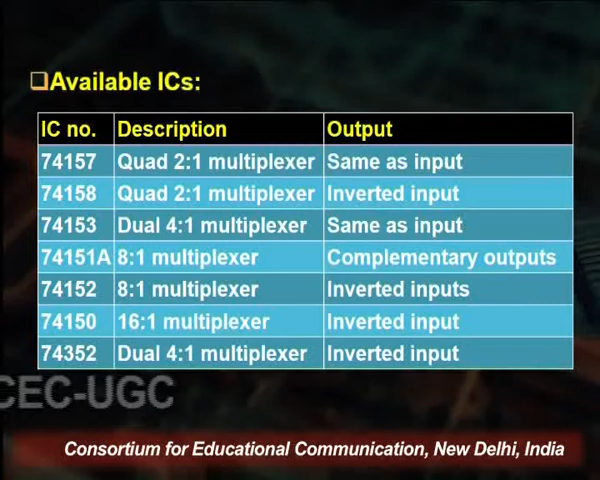 Available ICs:
IC no. Description Output
74157 Quad 2:1 multiplexer Same as input
74158 Quad 2:1 multiplexer Inverted input
74153 Dual 4:1 multiplexer Same as input
74151A 8:1 multiplexer Complementary outputs
74152 8:1 multiplexer Inverted inputs
74150 16:1 multiplexer Inverted input
74352 Dual 4:1 multiplexer Inverted input
CEC-UGC
Consortium for Educational Communication, New Delhi, India